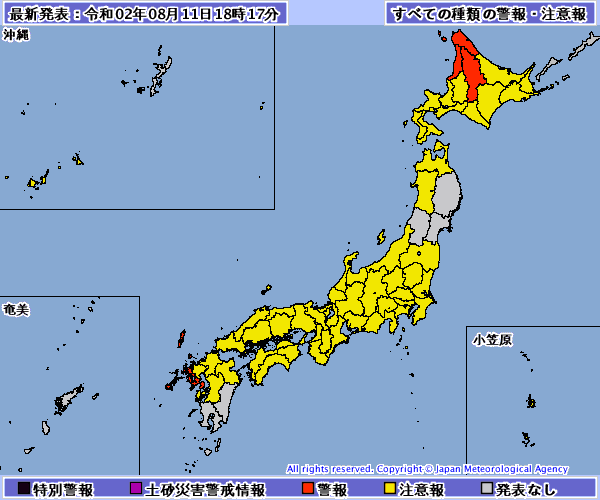 最新発表：令和02年08月11日18時17分
すべての種類の警報・注意報
沖縄
奄美
小笠原
All rights reserved. Copyright © Japan Meteorological Agency
特別警報 土砂災害警戒情報 警報 注意報 発表なし